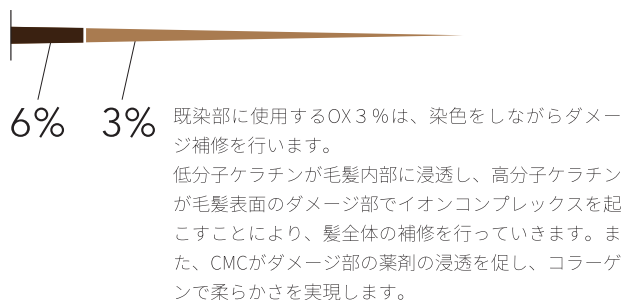 6% 3%
既染部に使用するOX３％は、染色をしながらダメー
ジ補修を行います。
低分子ケラチンが毛髪内部に浸透し、高分子ケラチン
が毛髪表面のダメージ部でイオンコンプレックスを起
こすことにより、髪全体の補修を行っていきます。ま
た、CMCがダメージ部の薬剤の浸透を促し、コラーゲ
ンで柔らかさを実現します。